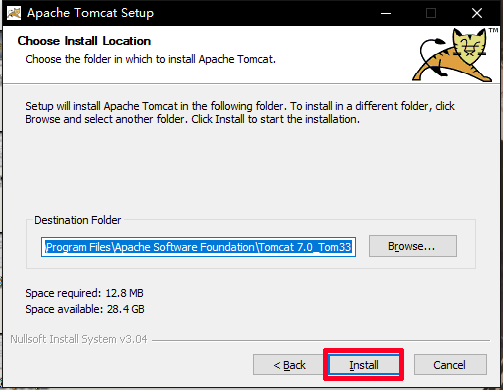 Apache Tomcat Setup
Choose Install Location
Choose the folder in which to install Apache Tomcat.
TM
Setup will install Apache Tomcat in the following folder. To install in a different folder, click
Browse and select another folder. Click Install to start the installation.
Destination Folder
\Program Files\Apache Software Foundation\Tomcat 7.0_Tom33
Browse...
Space required: 12.8 MB
Space available: 28.4 GB
Nullsoft Install System v3.04
< Back
Install
Cancel